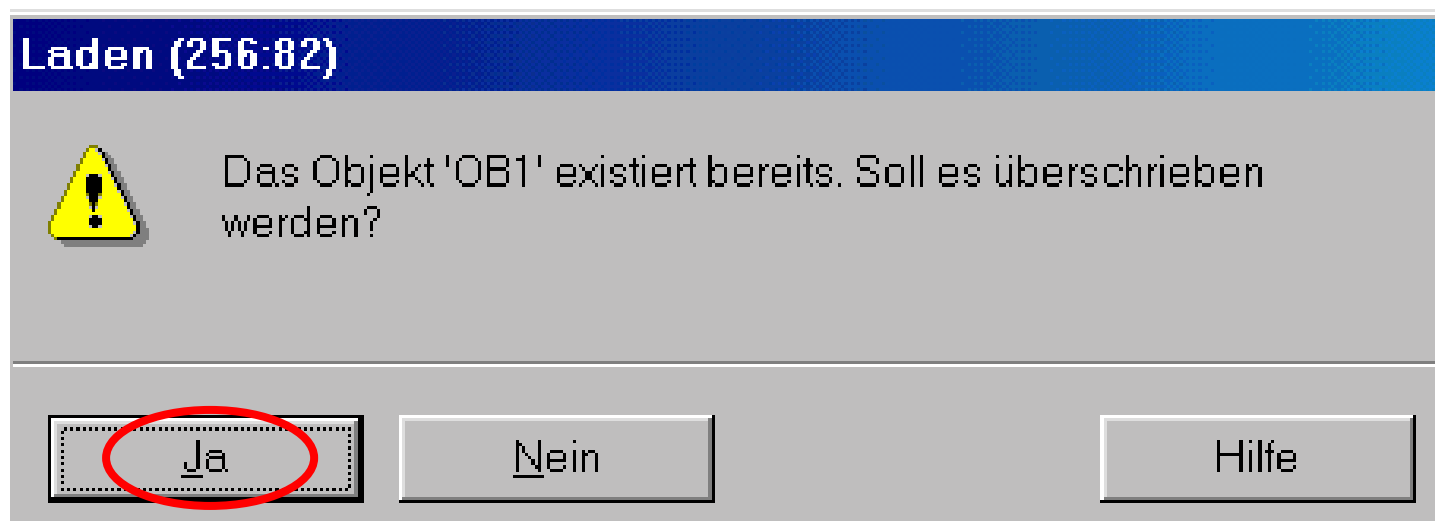 Laden (256:82)
Das Objekt 'OB1' existiert bereits. Soll es überschrieben
werden?
Ja Nein Hilfe